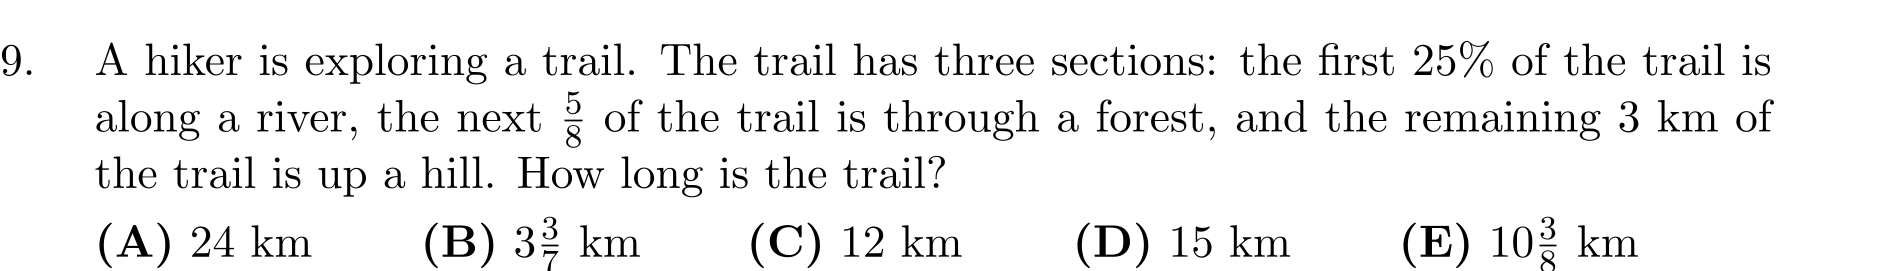 9. A hiker is exploring a trail. The trail has three sections: the first 25% of the trail is
along a river, the next 5/8 of the trail is through a forest, and the remaining 3 km of
the trail is up a hill. How long is the trail?
(A) 24 km (B) 3 3/7 km (C) 12 km (D) 15 km (E) 10 3/8 km